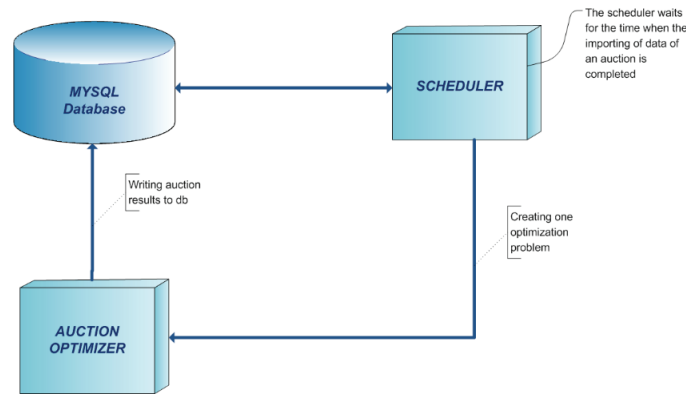 The scheduler waits
for the time when the
importing of data of
an auction is
completed
MYSQL
Database
SCHEDULER
Writing auction
results to db
Creating one
optimization
problem
AUCTION
OPTIMIZER